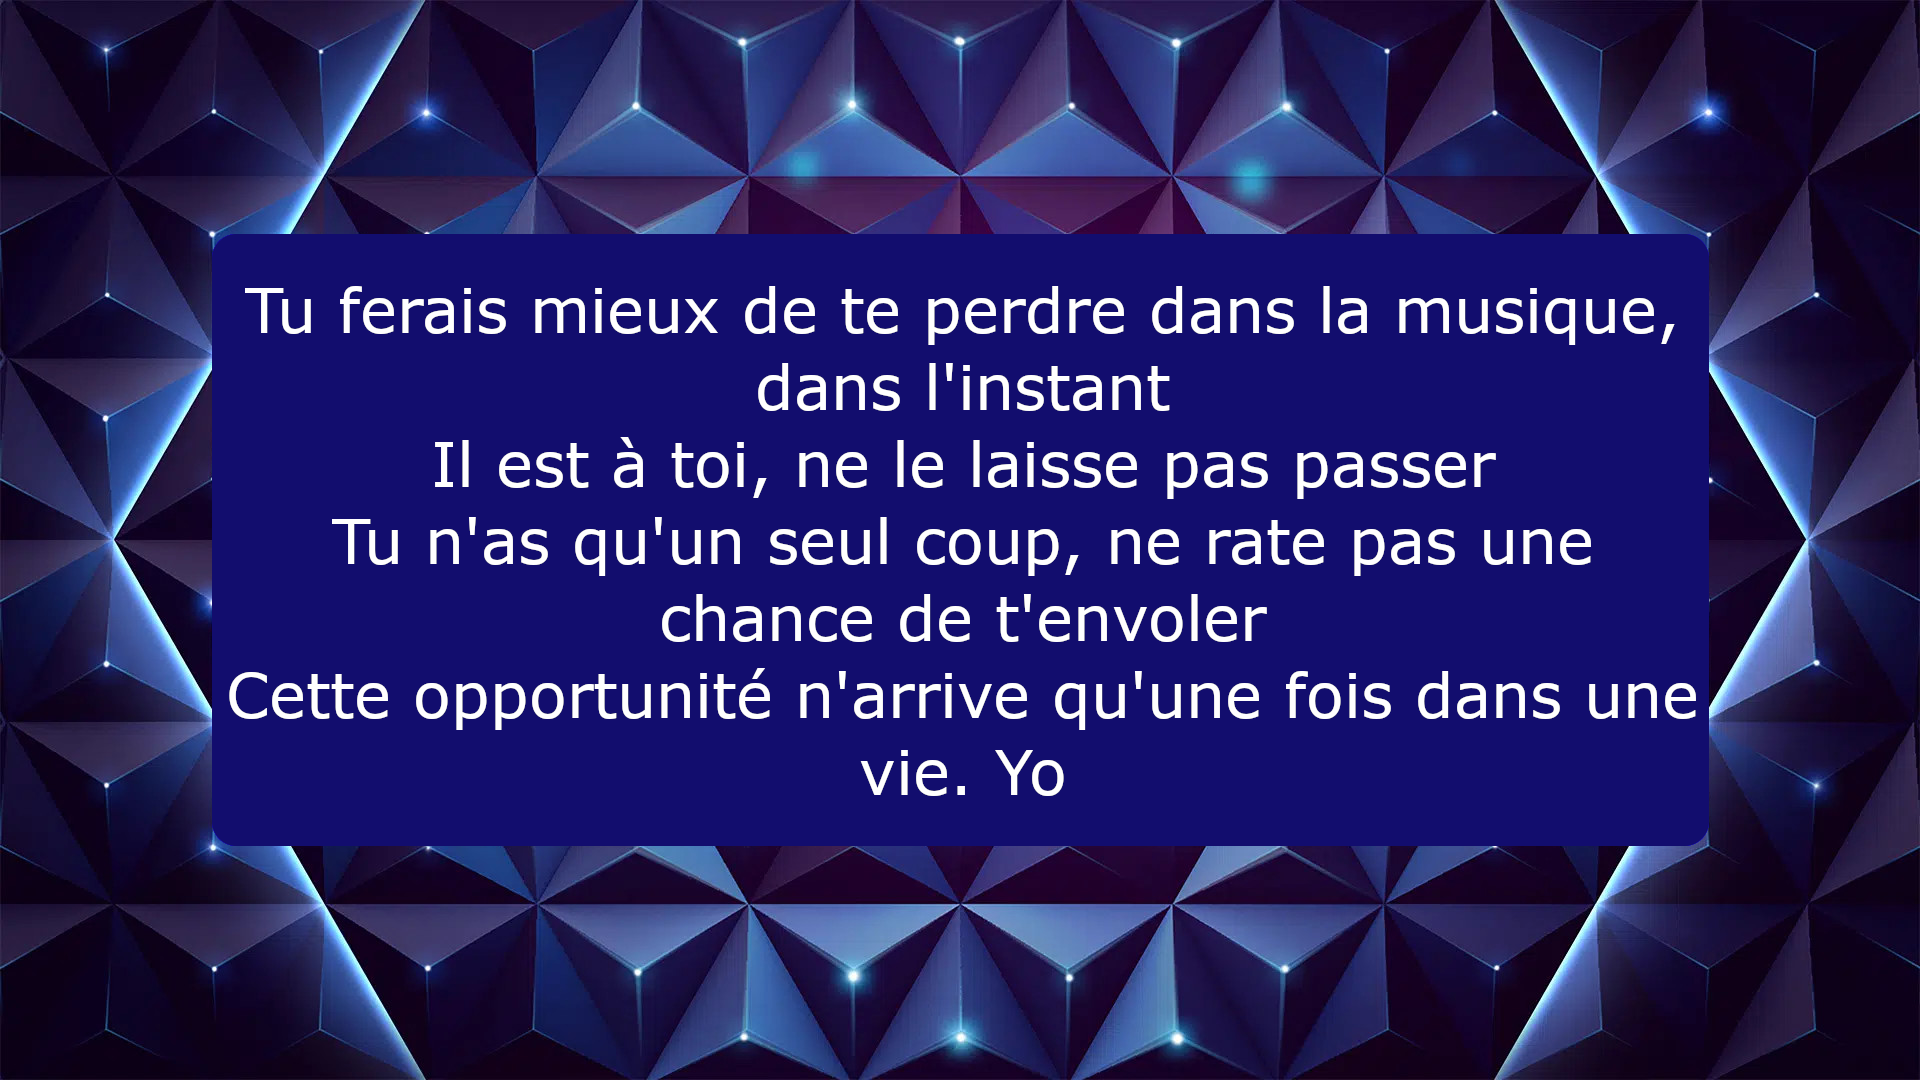 Tu ferais mieux de te perdre dans la musique,
dans l'instant
Il est à toi, ne le laisse pas passer
Tu n'as qu'un seul coup, ne rate pas une
chance de t'envoler
Cette opportunité n'arrive qu'une fois dans une
vie. Yo